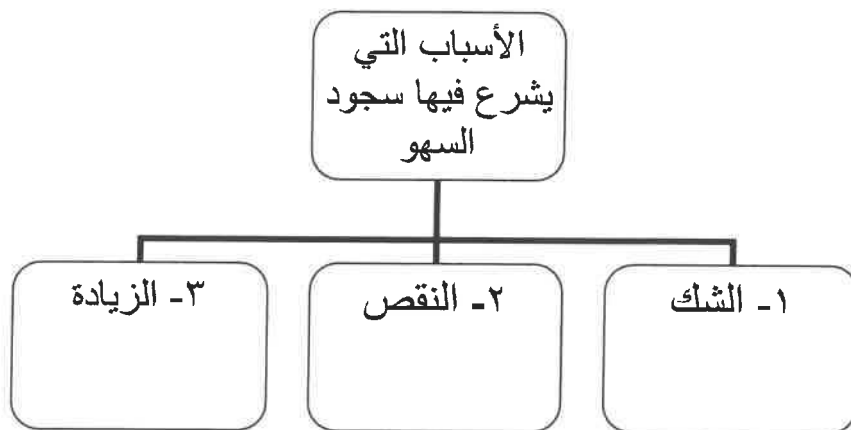 الأسباب التي
يشرع فيها سجود
السهو
١- الشك
٢- النقص
٣- الزيادة